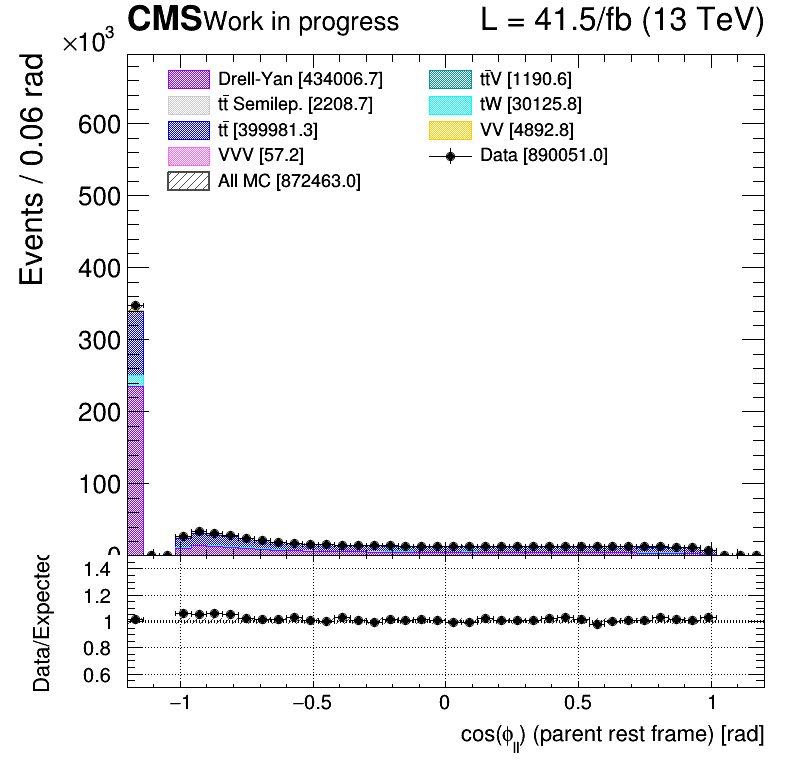 CMS Work in progress L = 41.5/fb (13 TeV)
×10³
Drell-Yan [434006.7] tt̄V [1190.6]
tt̄ Semilep. [2208.7] tW [30125.8]
tt̄ [399981.3] VV [4892.8]
VVV [57.2] Data [890051.0]
All MC [872463.0]
Events / 0.06 rad
600
500
400
300
200
100
0
Data/Expected
1.4
1.2
1
0.8
0.6
−1 −0.5 0 0.5 1
cos(ϕ_ll) (parent rest frame) [rad]